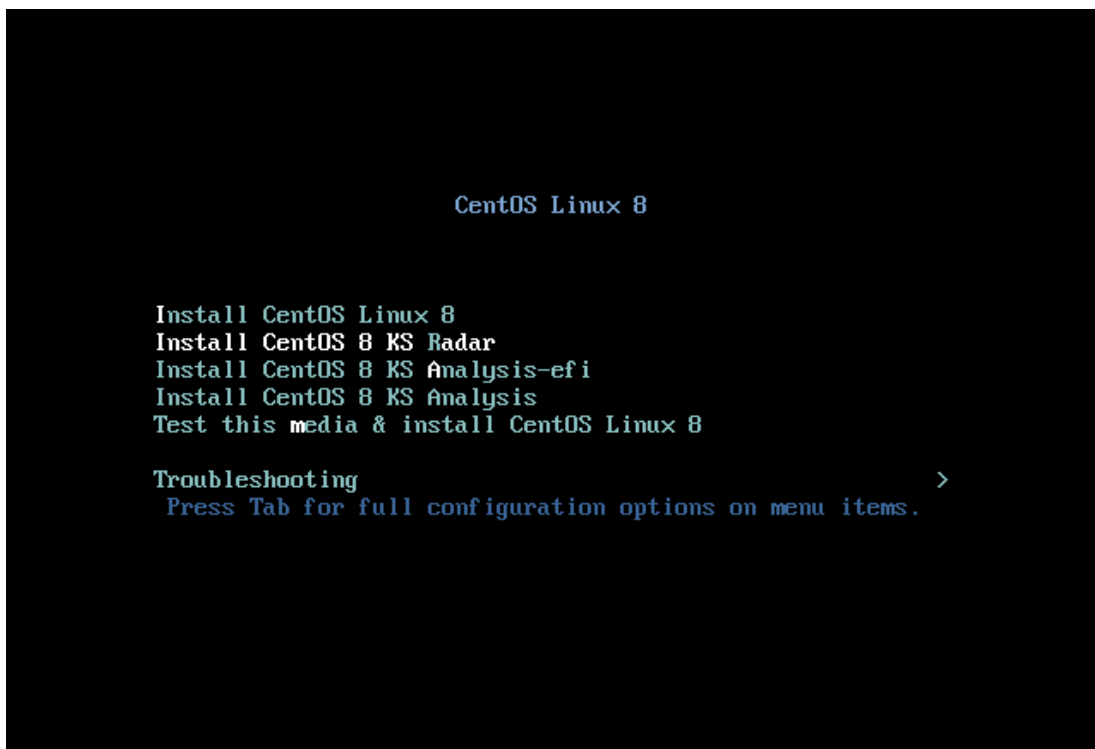 CentOS Linux 8
Install CentOS Linux 8
Install CentOS 8 KS Radar
Install CentOS 8 KS Analysis-efi
Install CentOS 8 KS Analysis
Test this media & install CentOS Linux 8
Troubleshooting >
Press Tab for full configuration options on menu items.